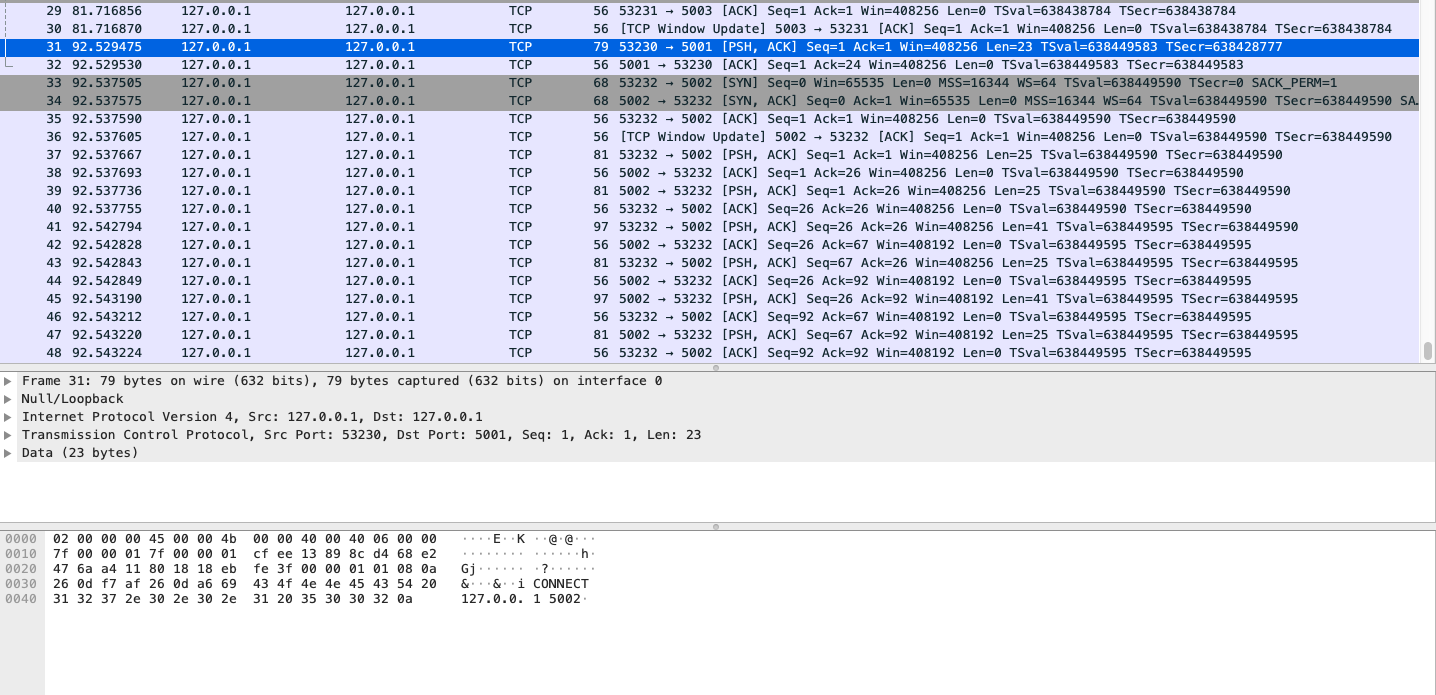 29 81.716856 127.0.0.1 127.0.0.1 TCP 56 53231 → 5003 [ACK] Seq=1 Ack=1 Win=408256 Len=0 TSval=638438784 TSecr=638438784
30 81.716870 127.0.0.1 127.0.0.1 TCP 56 [TCP Window Update] 5003 → 53231 [ACK] Seq=1 Ack=1 Win=408256 Len=0 TSval=638438784 TSecr=638438784
31 92.529475 127.0.0.1 127.0.0.1 TCP 79 53230 → 5001 [PSH, ACK] Seq=1 Ack=1 Win=408256 Len=23 TSval=638449583 TSecr=638428777
32 92.529530 127.0.0.1 127.0.0.1 TCP 56 5001 → 53230 [ACK] Seq=1 Ack=24 Win=408256 Len=0 TSval=638449583 TSecr=638449583
33 92.537505 127.0.0.1 127.0.0.1 TCP 68 53232 → 5002 [SYN] Seq=0 Win=65535 Len=0 MSS=16344 WS=64 TSval=638449590 TSecr=0 SACK_PERM=1
34 92.537575 127.0.0.1 127.0.0.1 TCP 68 5002 → 53232 [SYN, ACK] Seq=0 Ack=1 Win=65535 Len=0 MSS=16344 WS=64 TSval=638449590 TSecr=638449590 SA…
35 92.537590 127.0.0.1 127.0.0.1 TCP 56 53232 → 5002 [ACK] Seq=1 Ack=1 Win=408256 Len=0 TSval=638449590 TSecr=638449590
36 92.537605 127.0.0.1 127.0.0.1 TCP 56 [TCP Window Update] 5002 → 53232 [ACK] Seq=1 Ack=1 Win=408256 Len=0 TSval=638449590 TSecr=638449590
37 92.537667 127.0.0.1 127.0.0.1 TCP 81 53232 → 5002 [PSH, ACK] Seq=1 Ack=1 Win=408256 Len=25 TSval=638449590 TSecr=638449590
38 92.537693 127.0.0.1 127.0.0.1 TCP 56 5002 → 53232 [ACK] Seq=1 Ack=26 Win=408256 Len=0 TSval=638449590 TSecr=638449590
39 92.537736 127.0.0.1 127.0.0.1 TCP 81 5002 → 53232 [PSH, ACK] Seq=1 Ack=26 Win=408256 Len=25 TSval=638449590 TSecr=638449590
40 92.537755 127.0.0.1 127.0.0.1 TCP 56 53232 → 5002 [ACK] Seq=26 Ack=26 Win=408256 Len=0 TSval=638449590 TSecr=638449590
41 92.542794 127.0.0.1 127.0.0.1 TCP 97 53232 → 5002 [PSH, ACK] Seq=26 Ack=26 Win=408256 Len=41 TSval=638449595 TSecr=638449590
42 92.542828 127.0.0.1 127.0.0.1 TCP 56 5002 → 53232 [ACK] Seq=26 Ack=67 Win=408192 Len=0 TSval=638449595 TSecr=638449595
43 92.542843 127.0.0.1 127.0.0.1 TCP 81 53232 → 5002 [PSH, ACK] Seq=67 Ack=26 Win=408256 Len=25 TSval=638449595 TSecr=638449595
44 92.542849 127.0.0.1 127.0.0.1 TCP 56 5002 → 53232 [ACK] Seq=26 Ack=92 Win=408192 Len=0 TSval=638449595 TSecr=638449595
45 92.543190 127.0.0.1 127.0.0.1 TCP 97 5002 → 53232 [PSH, ACK] Seq=26 Ack=92 Win=408192 Len=41 TSval=638449595 TSecr=638449595
46 92.543212 127.0.0.1 127.0.0.1 TCP 56 53232 → 5002 [ACK] Seq=92 Ack=67 Win=408192 Len=0 TSval=638449595 TSecr=638449595
47 92.543220 127.0.0.1 127.0.0.1 TCP 81 5002 → 53232 [PSH, ACK] Seq=67 Ack=92 Win=408192 Len=25 TSval=638449595 TSecr=638449595
48 92.543224 127.0.0.1 127.0.0.1 TCP 56 53232 → 5002 [ACK] Seq=92 Ack=92 Win=408192 Len=0 TSval=638449595 TSecr=638449595
Frame 31: 79 bytes on wire (632 bits), 79 bytes captured (632 bits) on interface 0
Null/Loopback
Internet Protocol Version 4, Src: 127.0.0.1, Dst: 127.0.0.1
Transmission Control Protocol, Src Port: 53230, Dst Port: 5001, Seq: 1, Ack: 1, Len: 23
Data (23 bytes)
0000 02 00 00 00 45 00 00 4b 00 00 40 00 40 06 00 00 ····E··K ··@·@···
0010 7f 00 00 01 7f 00 00 01 cf ee 13 89 8c d4 68 e2 ········ ······h·
0020 47 6a a4 11 80 18 18 eb fe 3f 00 00 01 01 08 0a Gj······ ·?······
0030 26 0d f7 af 26 0d a6 69 43 4f 4e 4e 45 43 54 20 &···&··i CONNECT
0040 31 32 37 2e 30 2e 30 2e 31 20 35 30 30 32 0a 127.0.0. 1 5002·